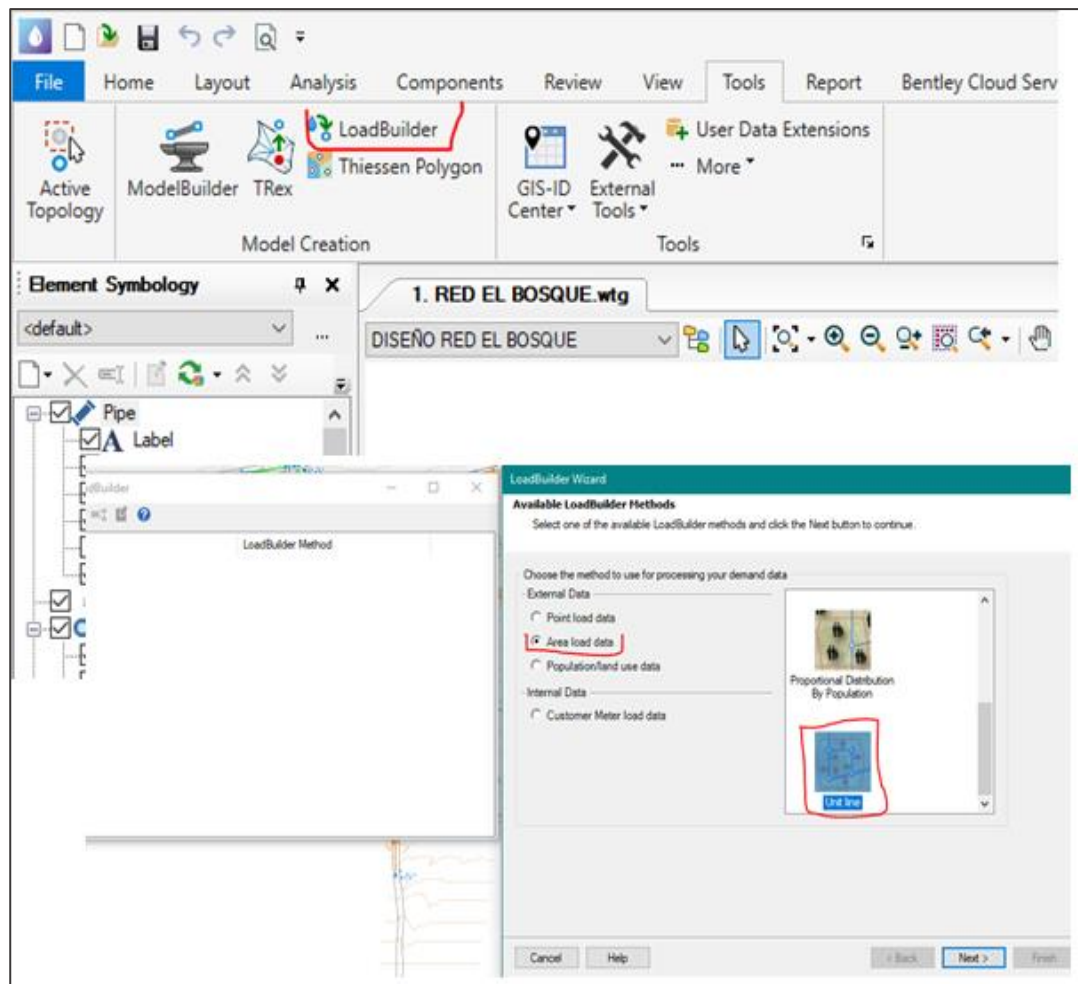 File Home Layout Analysis Components Review View Tools Report Bentley Cloud Serv
Active
Topology
ModelBuilder
TRex
LoadBuilder
Thiessen Polygon
Model Creation
GIS-ID
Center
External
Tools
User Data Extensions
More
Tools
Element Symbology
<default>
...
1. RED EL BOSQUE.wtg
DISEÑO RED EL BOSQUE
Pipe
A Label
LoadBuilder Method
LoadBuilder Wizard
Available LoadBuilder Methods
Select one of the available LoadBuilder methods and click the Next button to continue.
Choose the method to use for processing your demand data
External Data
Point load data
Area load data
Population/land use data
Internal Data
Customer Meter load data
Proportional Distribution
By Population
Unit line
Cancel Help < Back Next > Finish